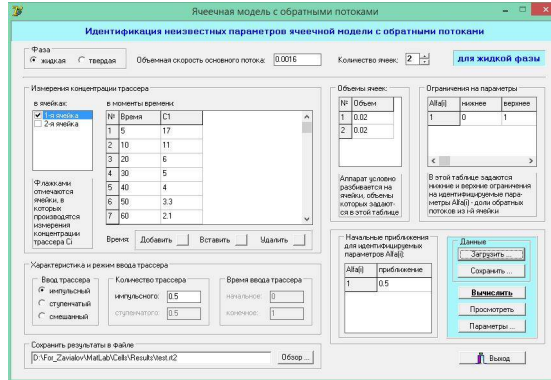 Ячеечная модель с обратными потоками
Идентификация неизвестных параметров ячеечной модели с обратными потоками
Фаза
жидкая твердая
Объемная скорость основного потока: 0.0016
Количество ячеек: 2
для жидкой фазы
Измерения концентрации трассера
в ячейках:
1-я ячейка
2-я ячейка
Флажками
отмечаются
ячейки, в
которых
производятся
измерения
концентрации
трассера Ci
в моменты времени:
№ Время C1
1 5 17
2 10 11
3 20 6
4 30 5
5 40 4
6 50 3.3
7 60 2.1
Время: Добавить Вставить Удалить
Объемы ячеек:
№ Объем
1 0.02
2 0.02
Аппарат условно
разбивается на
ячейки, объемы
которых задают-
ся в этой таблице
Ограничения на параметры
Alfa[i] нижнее верхнее
1 0 1
В этой таблице задаются
нижние и верхние ограничения
на идентифицируемые пара-
метры Alfa[i] - доли обратных
потоков из i-й ячейки
Характеристика и режим ввода трассера
Ввод трассера
импульсный
ступенчатый
смешанный
Количество трассера
импульсного: 0.5
ступенчатого: 0.5
Время ввода трассера
начальное: 0
конечное: 1
Начальные приближения
для идентифицируемых
параметров Alfa[i]:
Alfa[i] приближение
1 0.5
Данные
Загрузить ...
Сохранить ...
Вычислить
Просмотреть
Параметры ...
Сохранить результаты в файле
D:\For_Zavialov\MatLab\Cells\Results\test.rt2
Обзор ...
Выход